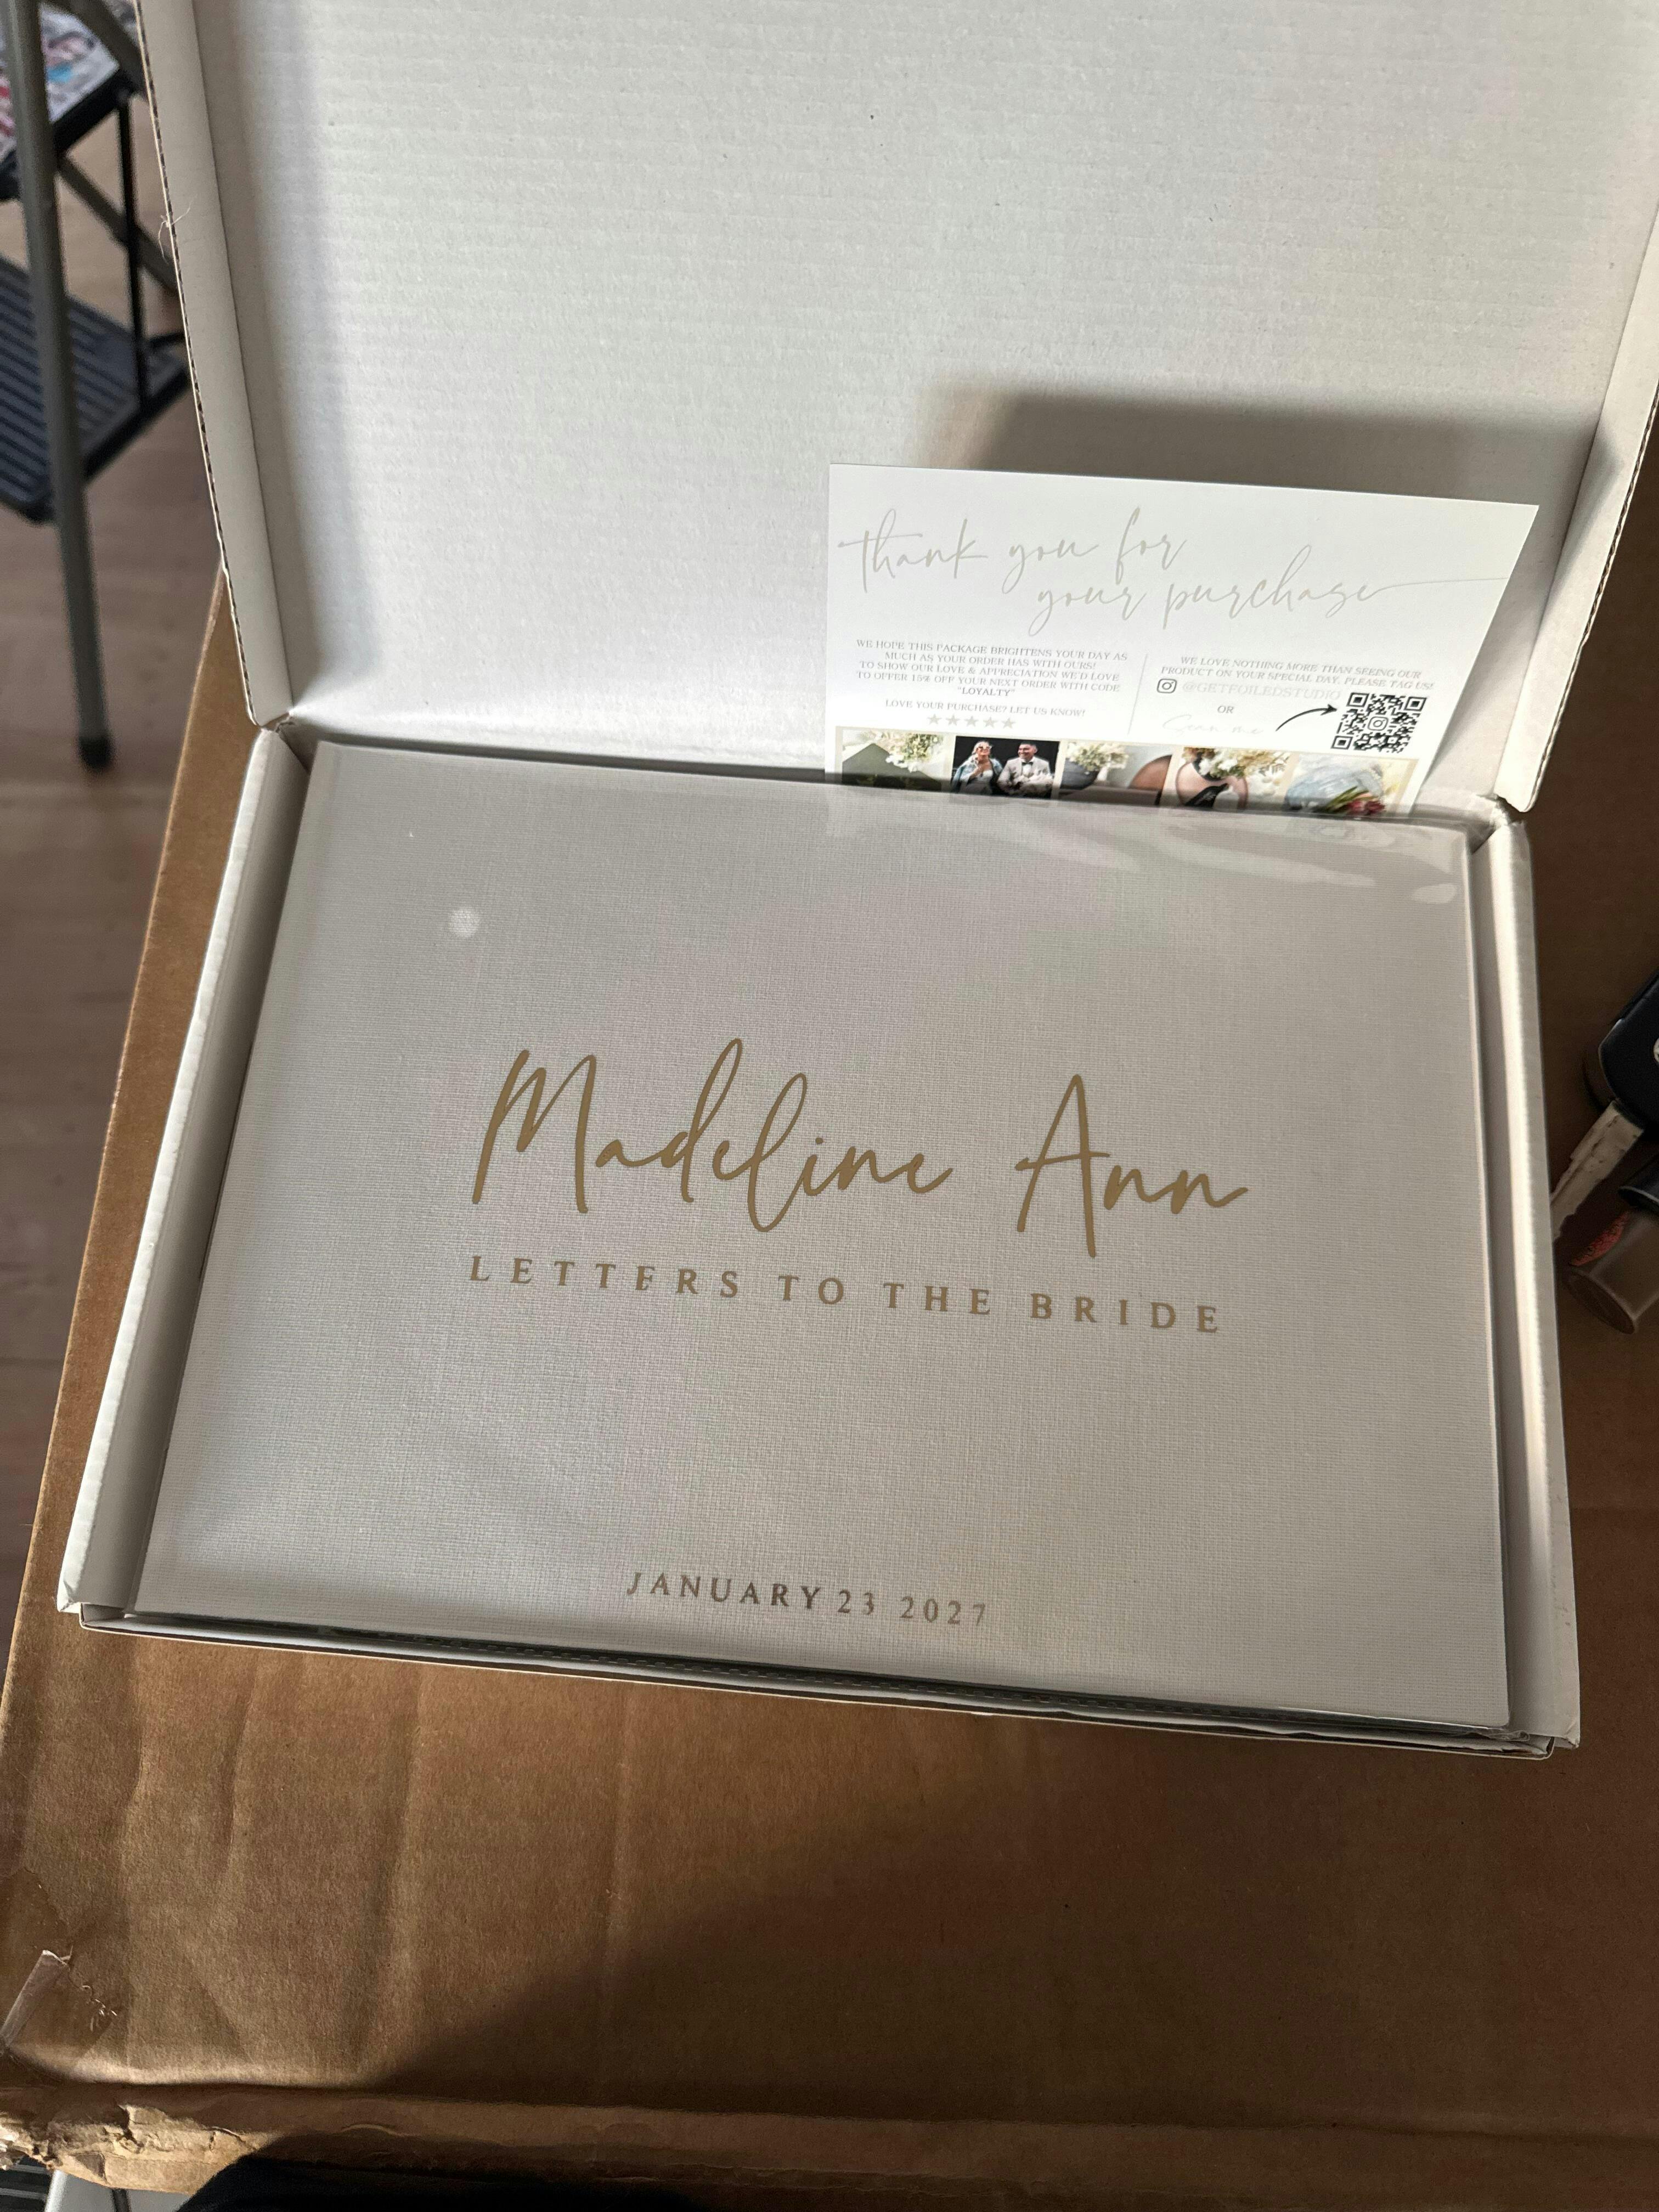 thank you for
your purchase
WE HOPE THIS PACKAGE BRIGHTENS YOUR DAY AS
MUCH AS YOUR ORDER HAS WITH OURS!
TO SHOW OUR LOVE & APPRECIATION WE'D LOVE
TO OFFER 15% OFF YOUR NEXT ORDER WITH CODE
"LOYALTY"
LOVE YOUR PURCHASE? LET US KNOW!
WE LOVE NOTHING MORE THAN SEEING OUR
PRODUCT ON YOUR SPECIAL DAY. PLEASE TAG US!
@GETFOILEDSTUDIO
OR
Scan me
Madeline Ann
LETTERS TO THE BRIDE
JANUARY 23 2027